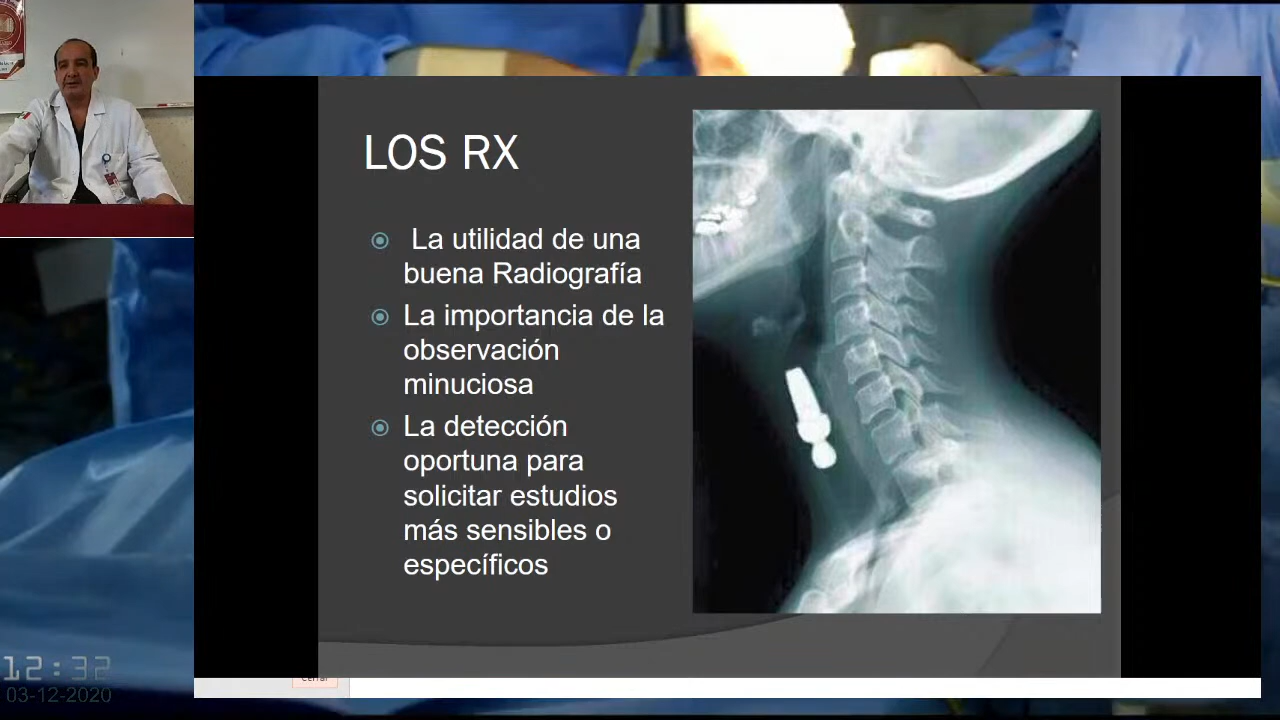 LOS RX
La utilidad de una
buena Radiografía
La importancia de la
observación
minuciosa
La detección
oportuna para
solicitar estudios
más sensibles o
específicos
12:32
03-12-2020